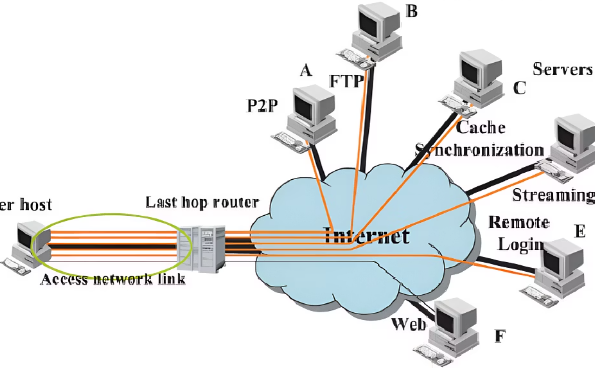 B
A
FTP
Servers
C
P2P
Cache
Synchronization
Streaming
er host
Last hop router
Remote
Login
E
Internet
Access network link
Web
F